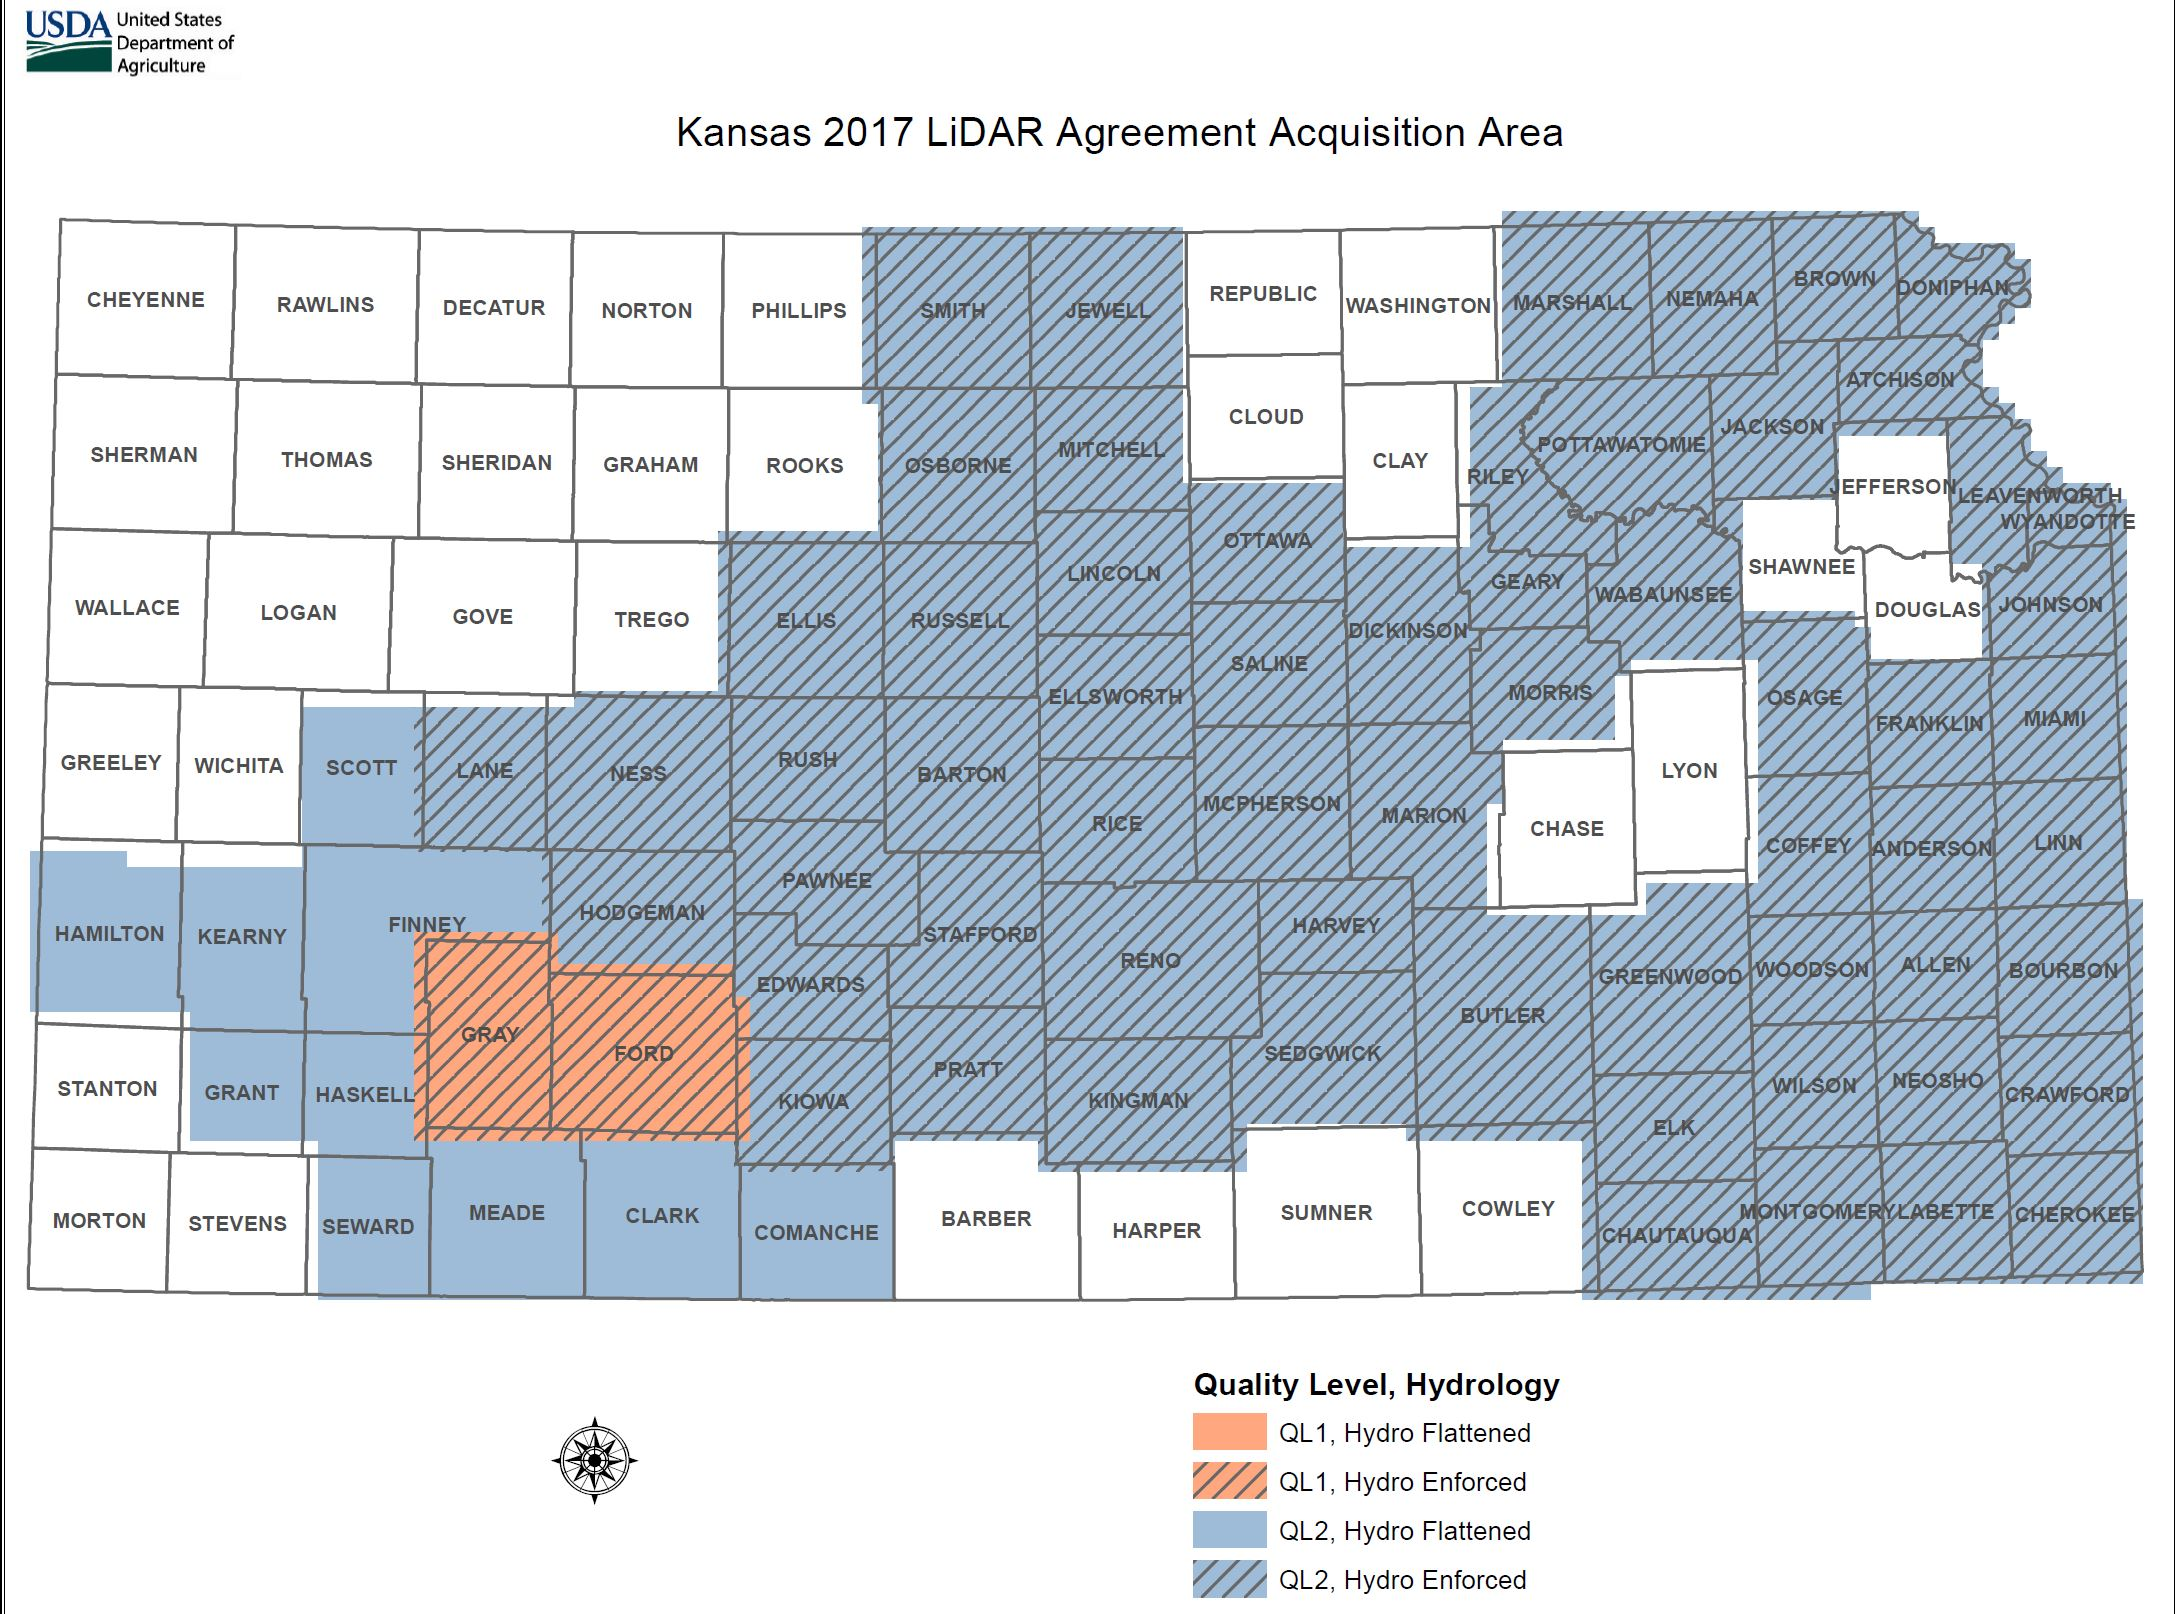 USDA
United States
Department of
Agriculture
Kansas 2017 LiDAR Agreement Acquisition Area
CHEYENNE
RAWLINS
DECATUR
NORTON
PHILLIPS
SMITH
JEWELL
REPUBLIC
WASHINGTON
MARSHALL
NEMAHA
BROWN
DONIPHAN
SHERMAN
THOMAS
SHERIDAN
GRAHAM
ROOKS
OSBORNE
MITCHELL
CLOUD
CLAY
RILEY
POTTAWATOMIE
JACKSON
ATCHISON
JEFFERSON
LEAVENWORTH
WYANDOTTE
WALLACE
LOGAN
GOVE
TREGO
ELLIS
RUSSELL
LINCOLN
OTTAWA
DICKINSON
GEARY
WABAUNSEE
SHAWNEE
DOUGLAS
JOHNSON
ELLSWORTH
SALINE
MORRIS
OSAGE
FRANKLIN
MIAMI
GREELEY
WICHITA
SCOTT
LANE
NESS
RUSH
BARTON
RICE
MCPHERSON
MARION
CHASE
LYON
COFFEY
ANDERSON
LINN
HAMILTON
KEARNY
FINNEY
HODGEMAN
PAWNEE
STAFFORD
EDWARDS
RENO
HARVEY
BUTLER
GREENWOOD
WOODSON
ALLEN
BOURBON
GRAY
FORD
STANTON
GRANT
HASKELL
KIOWA
PRATT
KINGMAN
SEDGWICK
ELK
WILSON
NEOSHO
CRAWFORD
MORTON
STEVENS
SEWARD
MEADE
CLARK
COMANCHE
BARBER
HARPER
SUMNER
COWLEY
CHAUTAUQUA
MONTGOMERY
LABETTE
CHEROKEE
Quality Level, Hydrology
QL1, Hydro Flattened
QL1, Hydro Enforced
QL2, Hydro Flattened
QL2, Hydro Enforced